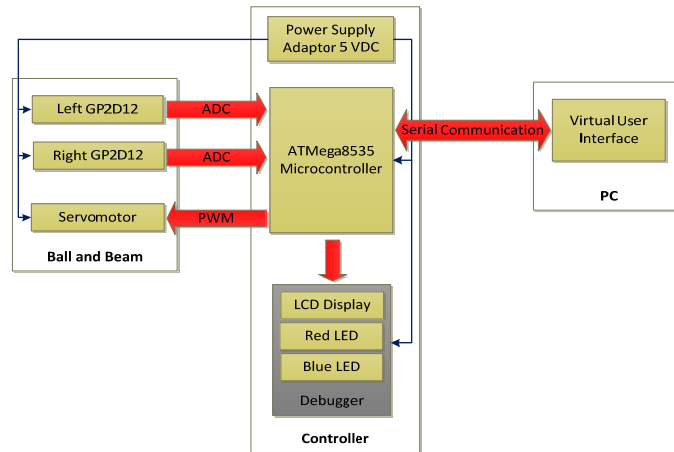 Power Supply
Adaptor 5 VDC
Left GP2D12
ADC
Right GP2D12
ADC
Servomotor
PWM
Ball and Beam
ATMega8535
Microcontroller
Serial Communication
Virtual User
Interface
PC
LCD Display
Red LED
Blue LED
Debugger
Controller